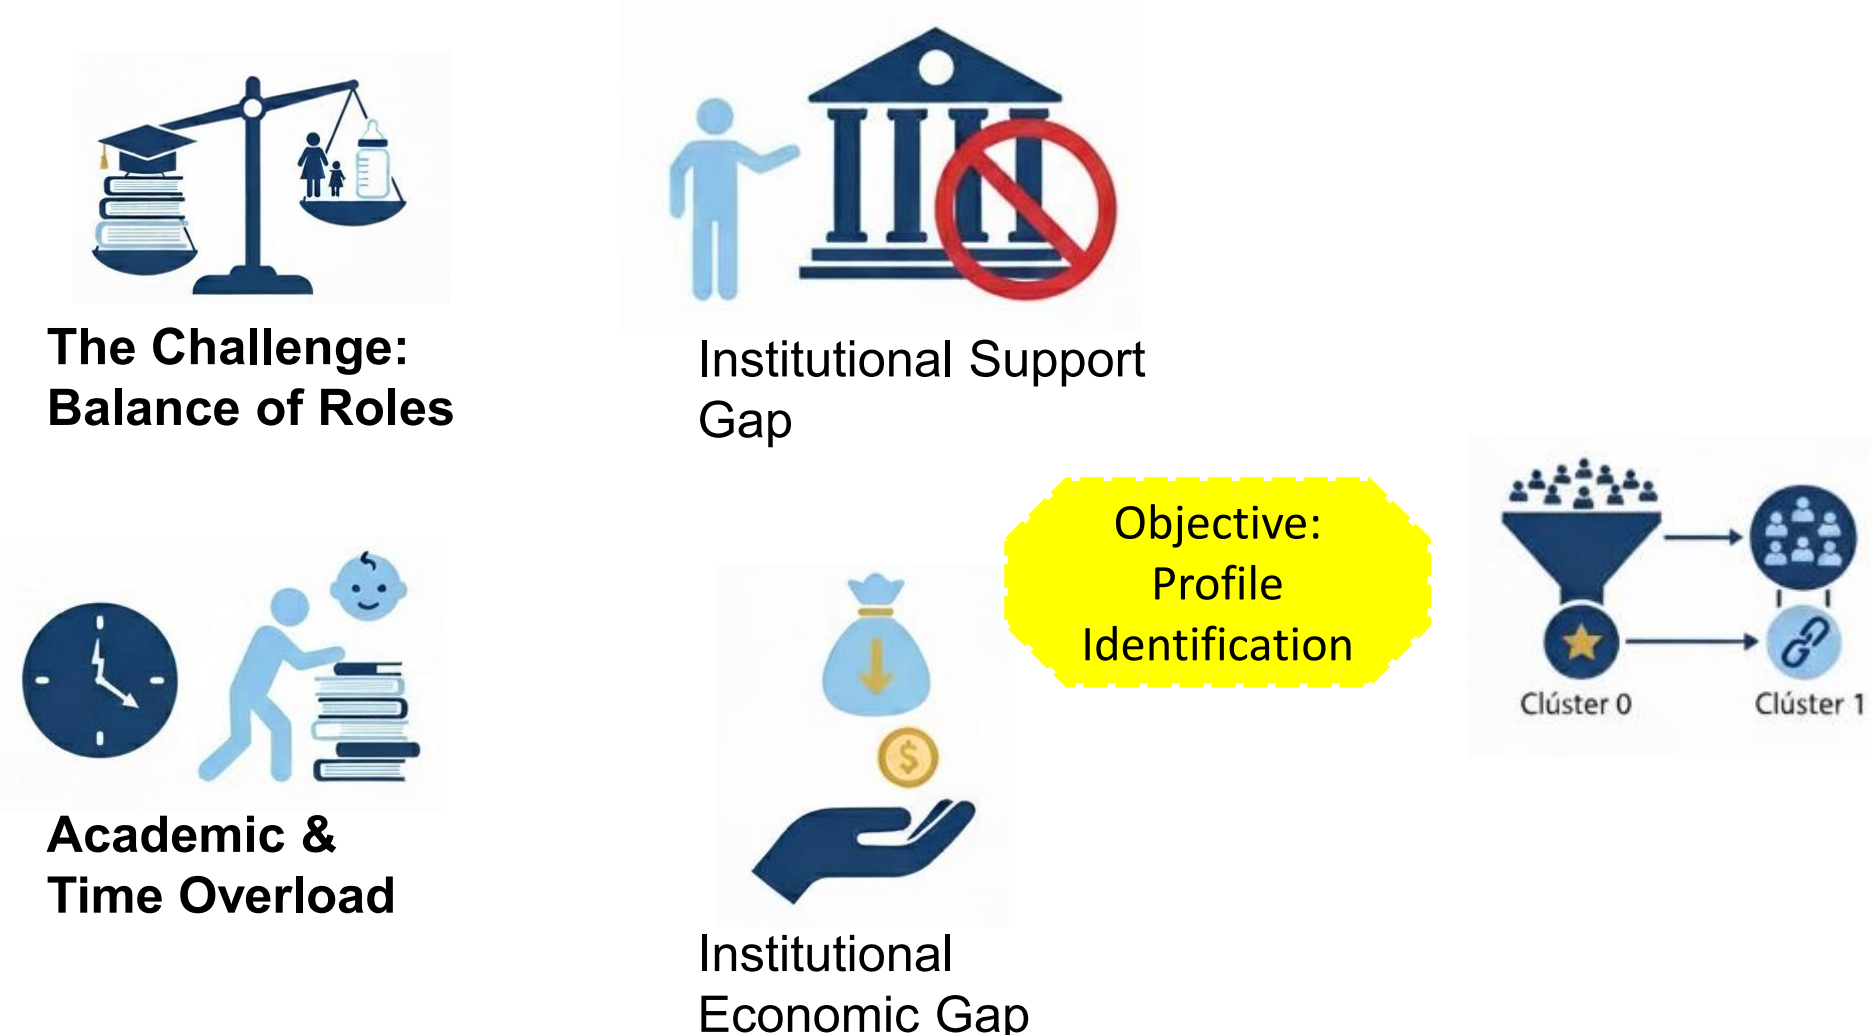 The Challenge:
Balance of Roles
Institutional Support
Gap
Academic &
Time Overload
$
Institutional
Economic Gap
Objective:
Profile
Identification
Clúster 0
Clúster 1